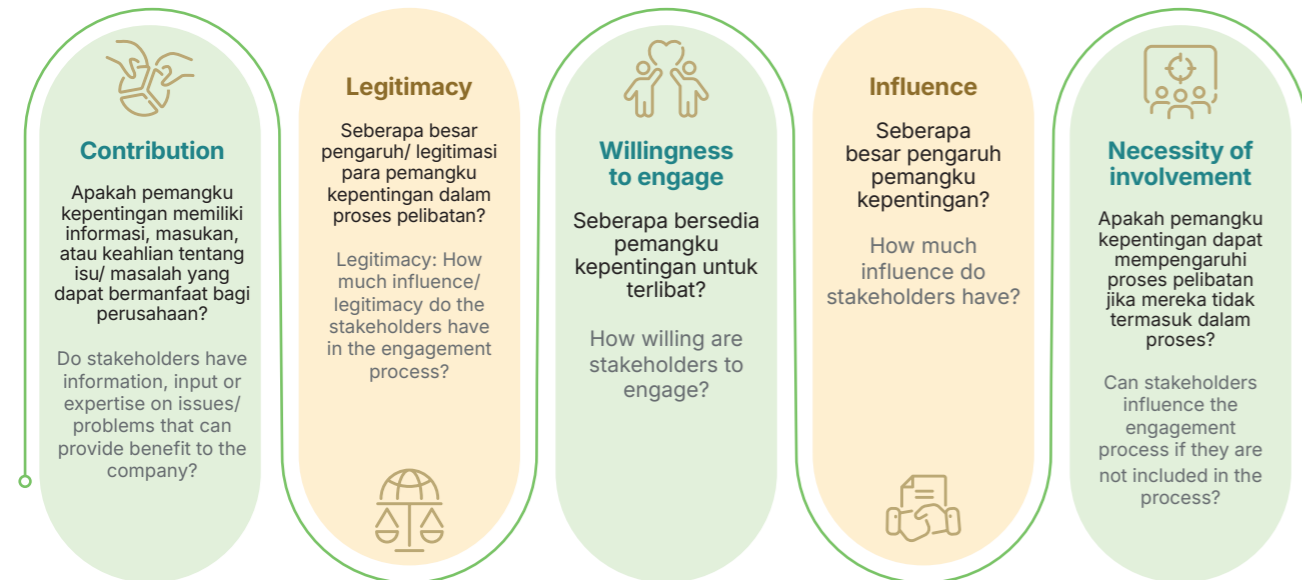 Contribution
Apakah pemangku
kepentingan memiliki
informasi, masukan,
atau keahlian tentang
isu/ masalah yang
dapat bermanfaat bagi
perusahaan?
Do stakeholders have
information, input or
expertise on issues/
problems that can
provide benefit to the
company?
Legitimacy
Seberapa besar
pengaruh/ legitimasi
para pemangku
kepentingan dalam
proses pelibatan?
Legitimacy: How
much influence/
legitimacy do the
stakeholders have
in the engagement
process?
Willingness
to engage
Seberapa bersedia
pemangku
kepentingan untuk
terlibat?
How willing are
stakeholders to
engage?
Influence
Seberapa
besar pengaruh
pemangku
kepentingan?
How much
influence do
stakeholders have?
Necessity of
involvement
Apakah pemangku
kepentingan dapat
mempengaruhi
proses pelibatan
jika mereka tidak
termasuk dalam
proses?
Can stakeholders
influence the
engagement
process if they are
not included in the
process?